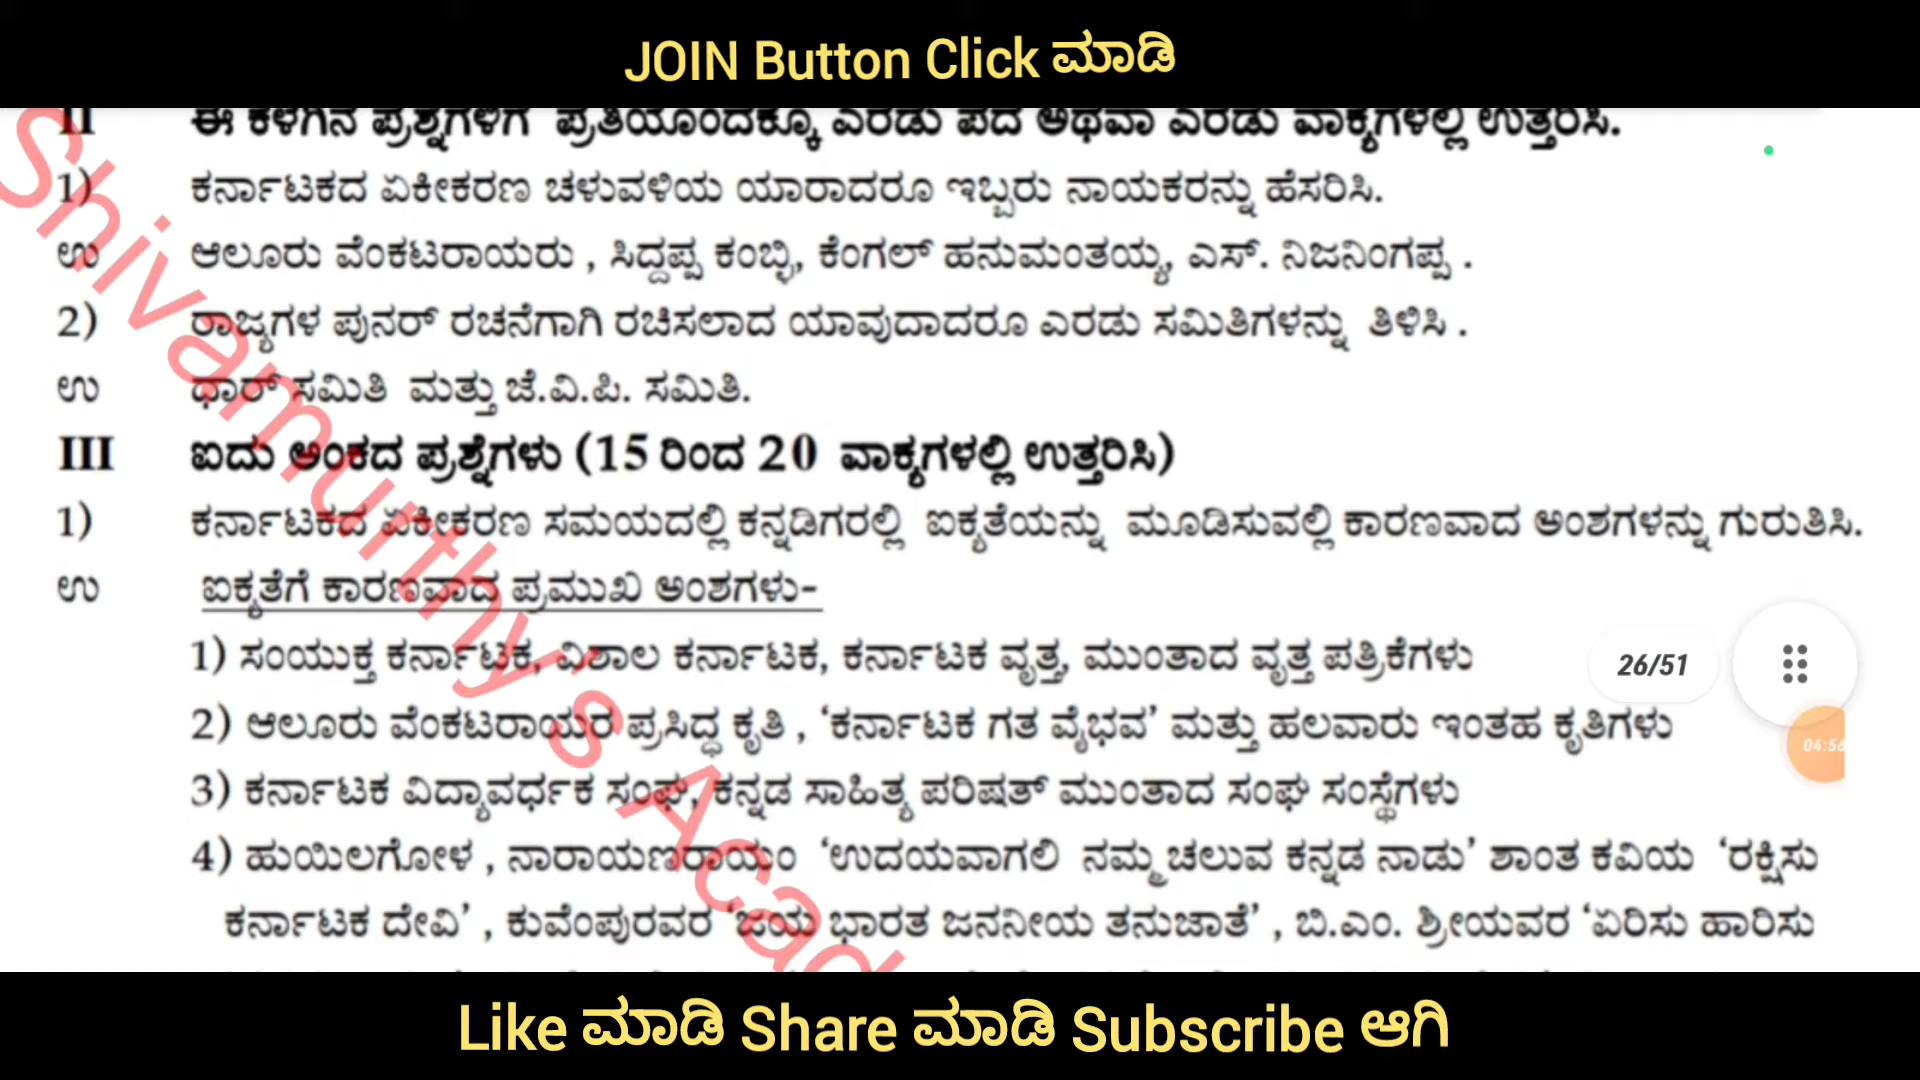 JOIN Button Click ಮಾಡಿ
II ಈ ಕೆಳಗಿನ ಪ್ರಶ್ನೆಗಳಿಗೆ ಪ್ರತಿಯೊಂದಕ್ಕೂ ಎರಡು ಪದ ಅಥವಾ ಎರಡು ವಾಕ್ಯಗಳಲ್ಲಿ ಉತ್ತರಿಸಿ.
1) ಕರ್ನಾಟಕದ ಏಕೀಕರಣ ಚಳುವಳಿಯ ಯಾರಾದರೂ ಇಬ್ಬರು ನಾಯಕರನ್ನು ಹೆಸರಿಸಿ.
ಉ ಆಲೂರು ವೆಂಕಟರಾಯರು , ಸಿದ್ದಪ್ಪ ಕಂಬ್ಳಿ, ಕೆಂಗಲ್ ಹನುಮಂತಯ್ಯ, ಎಸ್. ನಿಜನಿಂಗಪ್ಪ .
2) ರಾಜ್ಯಗಳ ಪುನರ್ ರಚನೆಗಾಗಿ ರಚಿಸಲಾದ ಯಾವುದಾದರೂ ಎರಡು ಸಮಿತಿಗಳನ್ನು ತಿಳಿಸಿ .
ಉ ಧಾರ್ ಸಮಿತಿ ಮತ್ತು ಜೆ.ವಿ.ಪಿ. ಸಮಿತಿ.
III ಐದು ಅಂಕದ ಪ್ರಶ್ನೆಗಳು (15 ರಿಂದ 20 ವಾಕ್ಯಗಳಲ್ಲಿ ಉತ್ತರಿಸಿ)
1) ಕರ್ನಾಟಕದ ಏಕೀಕರಣ ಸಮಯದಲ್ಲಿ ಕನ್ನಡಿಗರಲ್ಲಿ ಐಕ್ಯತೆಯನ್ನು ಮೂಡಿಸುವಲ್ಲಿ ಕಾರಣವಾದ ಅಂಶಗಳನ್ನು ಗುರುತಿಸಿ.
ಉ ಐಕ್ಯತೆಗೆ ಕಾರಣವಾದ ಪ್ರಮುಖ ಅಂಶಗಳು-
1) ಸಂಯುಕ್ತ ಕರ್ನಾಟಕ, ವಿಶಾಲ ಕರ್ನಾಟಕ, ಕರ್ನಾಟಕ ವೃತ್ತ, ಮುಂತಾದ ವೃತ್ತ ಪತ್ರಿಕೆಗಳು
26/51
2) ಆಲೂರು ವೆಂಕಟರಾಯರ ಪ್ರಸಿದ್ಧ ಕೃತಿ , ‘ಕರ್ನಾಟಕ ಗತ ವೈಭವ’ ಮತ್ತು ಹಲವಾರು ಇಂತಹ ಕೃತಿಗಳು
04:56
3) ಕರ್ನಾಟಕ ವಿದ್ಯಾವರ್ಧಕ ಸಂಘ, ಕನ್ನಡ ಸಾಹಿತ್ಯ ಪರಿಷತ್ ಮುಂತಾದ ಸಂಘ ಸಂಸ್ಥೆಗಳು
4) ಹುಯಿಲಗೋಳ , ನಾರಾಯಣರಾಯಂ ‘ಉದಯವಾಗಲಿ ನಮ್ಮ ಚಲುವ ಕನ್ನಡ ನಾಡು’ ಶಾಂತ ಕವಿಯ ‘ರಕ್ಷಿಸು
ಕರ್ನಾಟಕ ದೇವಿ’ , ಕುವೆಂಪುರವರ ‘ಜಯ ಭಾರತ ಜನನೀಯ ತನುಜಾತೆ’ , ಬಿ.ಎಂ. ಶ್ರೀಯವರ ‘ಏರಿಸು ಹಾರಿಸು
Shivamurthy's Acad
Like ಮಾಡಿ Share ಮಾಡಿ Subscribe ಆಗಿ